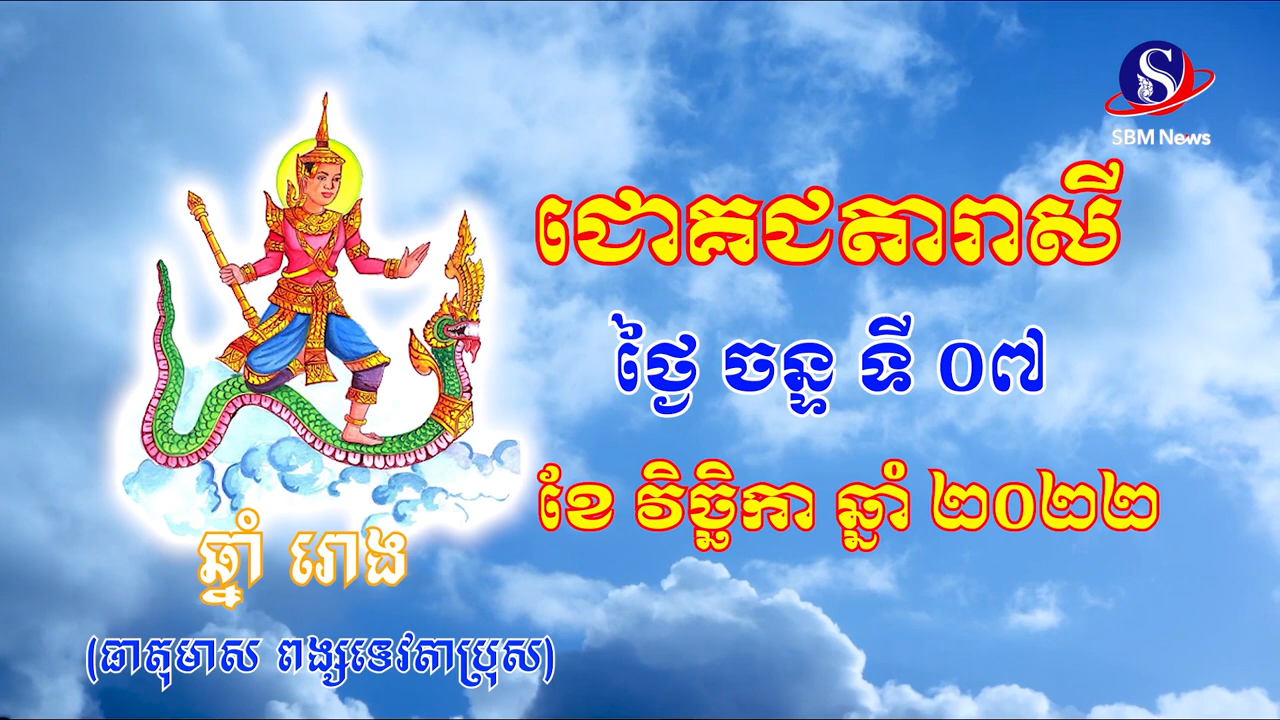 SBM News
ជោគជតារាសី
ថ្ងៃ ចន្ទ ទី ០៧
ខែ វិច្ឆិកា ឆ្នាំ ២០២២
ឆ្នាំ រោង
(ធាតុមាស ពង្សទេវតាប្រុស)